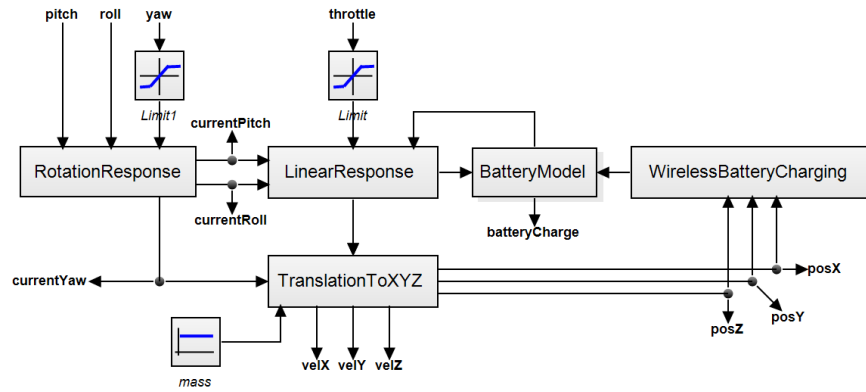 pitch
roll
yaw
throttle
Limit1
Limit
currentPitch
RotationResponse
LinearResponse
BatteryModel
WirelessBatteryCharging
currentRoll
batteryCharge
currentYaw
TranslationToXYZ
posX
posY
posZ
velX
velY
velZ
mass